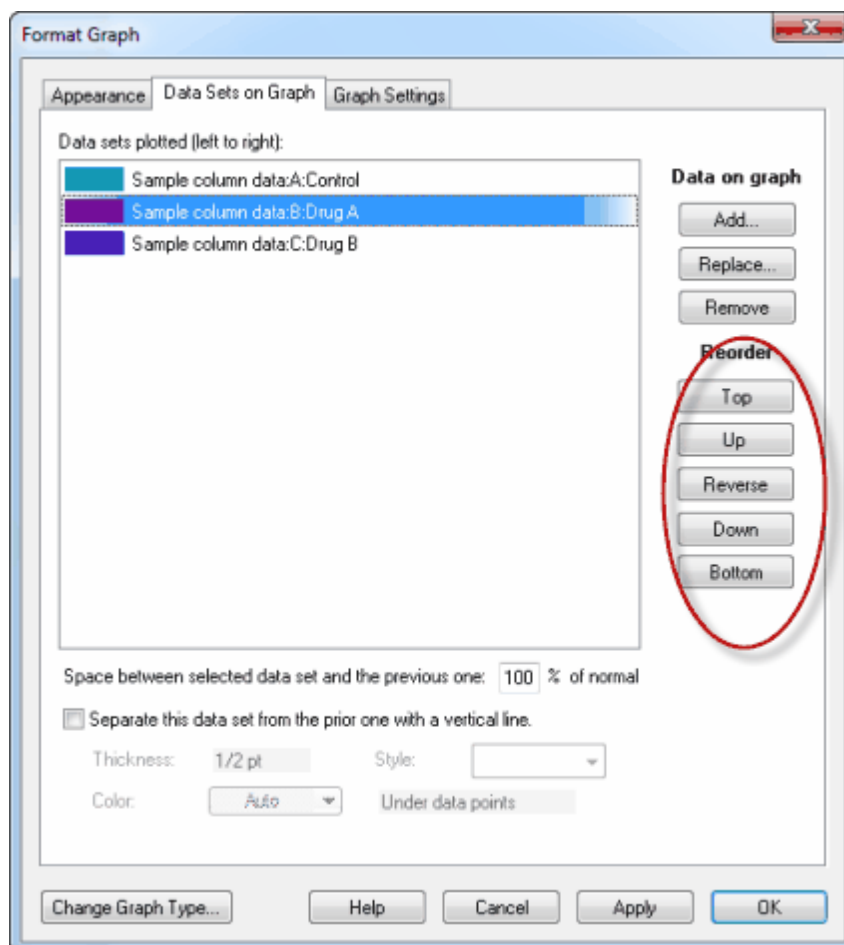 Format Graph
Appearance Data Sets on Graph Graph Settings
Data sets plotted (left to right):
Sample column data:A:Control
Sample column data:B:Drug A
Sample column data:C:Drug B
Data on graph
Add...
Replace...
Remove
Reorder
Top
Up
Reverse
Down
Bottom
Space between selected data set and the previous one: 100 % of normal
Separate this data set from the prior one with a vertical line.
Thickness: 1/2 pt Style:
Color: Auto Under data points
Change Graph Type... Help Cancel Apply OK